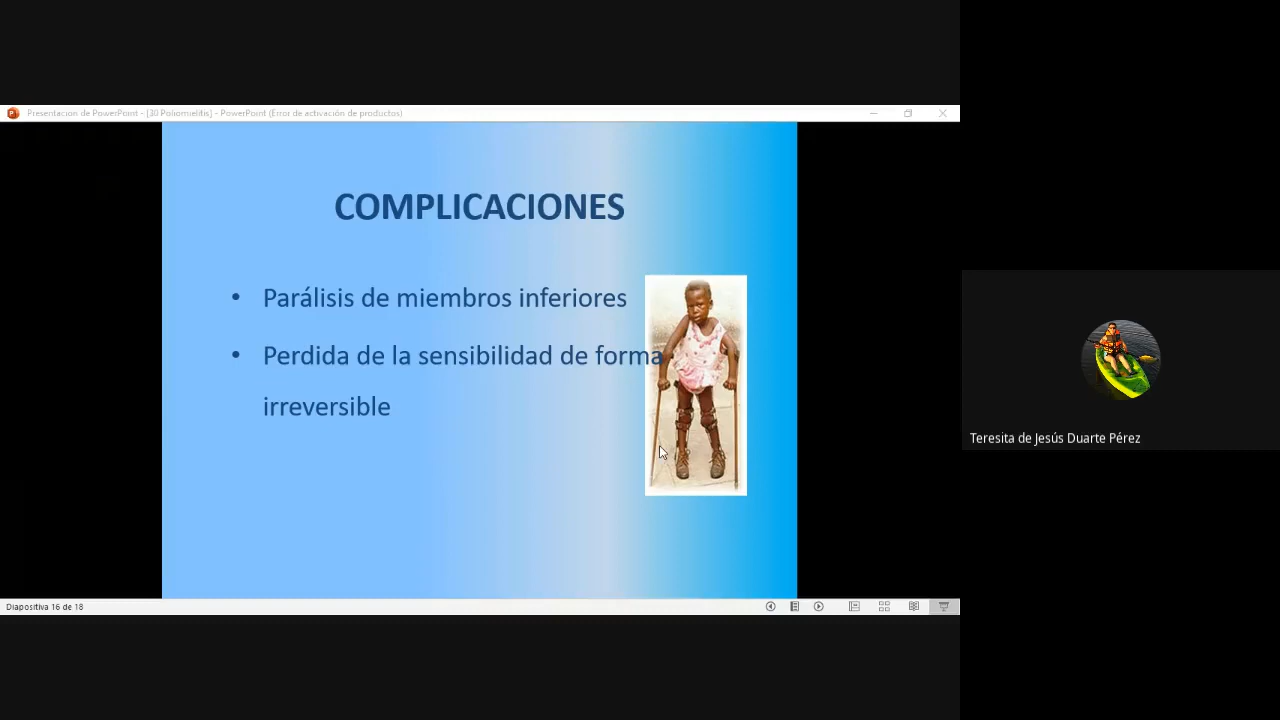 Presentación de PowerPoint - [30 Poliomielitis] - PowerPoint (Error de activación de productos)
COMPLICACIONES
• Parálisis de miembros inferiores
• Perdida de la sensibilidad de forma
irreversible
Teresita de Jesús Duarte Pérez
Diapositiva 16 de 18